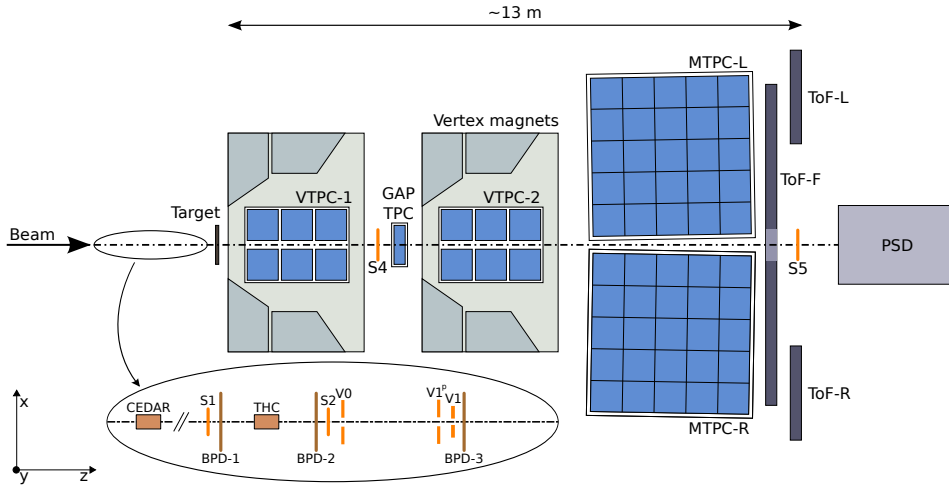 ~13 m
MTPC-L
ToF-L
Vertex magnets
ToF-F
GAP
TPC
VTPC-1
VTPC-2
Target
Beam
S4
S5
PSD
ToF-R
MTPC-R
x
y
z
CEDAR
S1
THC
S2
V0
V1ᵖ
V1
BPD-1
BPD-2
BPD-3